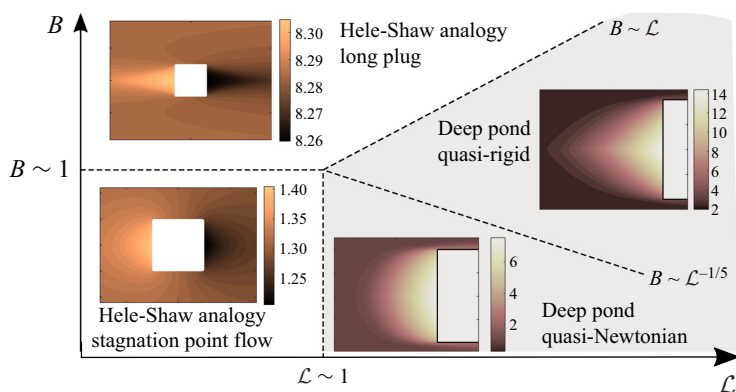 B
8.30
8.29
8.28
8.27
8.26
Hele-Shaw analogy
long plug
B ~ ℒ
Deep pond
quasi-rigid
14
12
10
8
6
4
2
B ~ 1
1.40
1.35
1.30
1.25
Hele-Shaw analogy
stagnation point flow
6
4
2
B ~ ℒ–1/5
Deep pond
quasi-Newtonian
ℒ ~ 1
ℒ